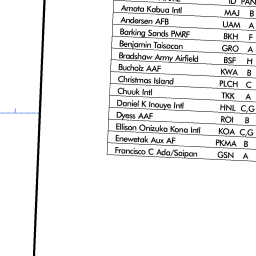 ID PAN
Amata Kabua Intl MAJ B
Andersen AFB UAM A
Barking Sands PMRF BKH F
Benjamin Taisacan GRO A
Bradshaw Army Airfield BSF H
Bucholz AAF KWA B
Christmas Island PLCH C
Chuuk Intl TKK A
Daniel K Inouye Intl HNL C,G
Dyess AAF ROI B
Ellison Onizuka Kona Intl KOA C,G
Enewetak Aux AF PKMA B
Francisco C Ada/Saipan GSN A